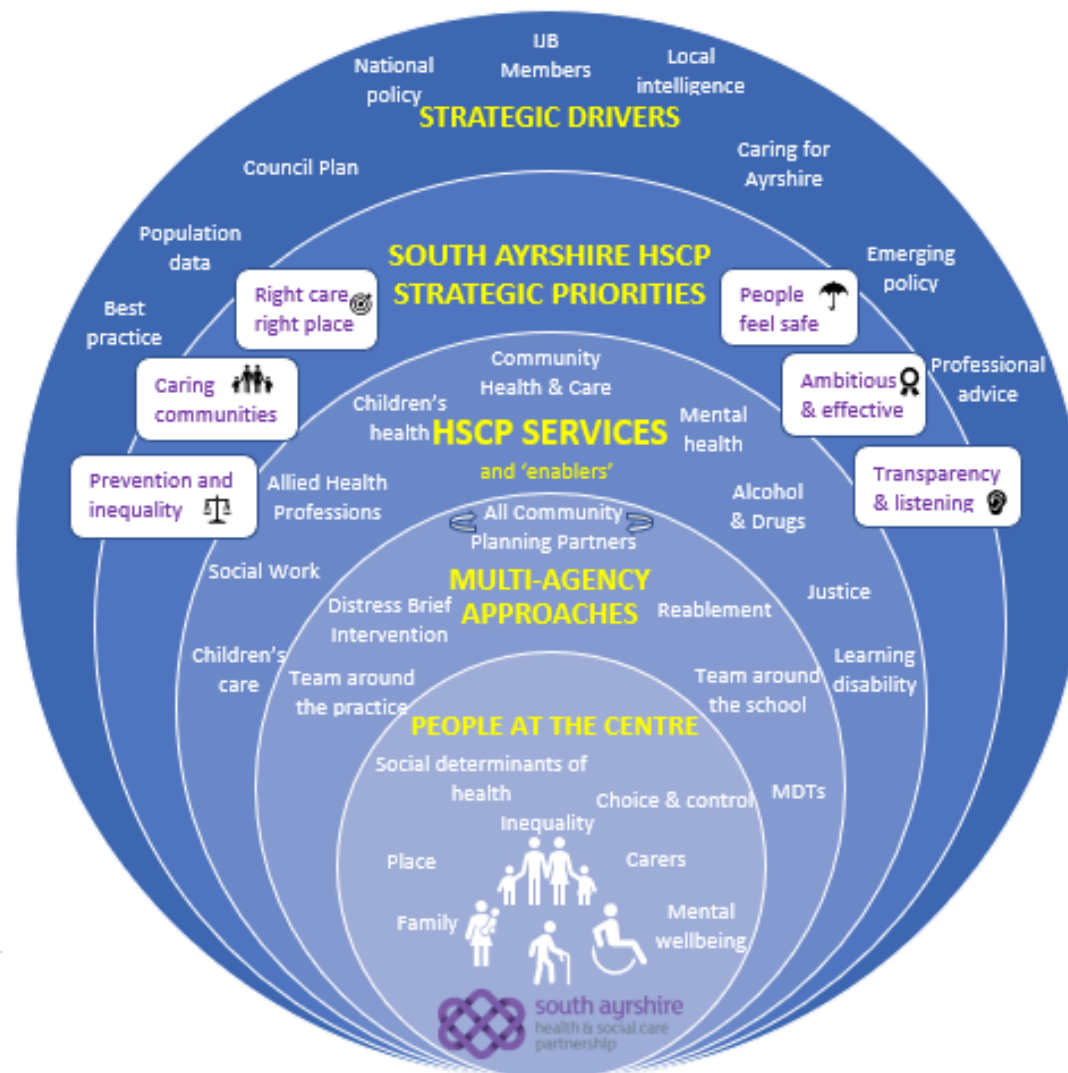 IJB
Members
National
policy
Local
intelligence
STRATEGIC DRIVERS
Council Plan
Caring for
Ayrshire
Population
data
Emerging
policy
Best
practice
Professional
advice
SOUTH AYRSHIRE HSCP
STRATEGIC PRIORITIES
Right care
right place
People
feel safe
Caring
communities
Ambitious
& effective
Prevention and
inequality
Transparency
& listening
Community
Health & Care
Children's
health
HSCP SERVICES
and 'enablers'
Mental
health
Allied Health
Professions
Alcohol
& Drugs
Social Work
Justice
Children's
care
Learning
disability
All Community
Planning Partners
MULTI-AGENCY
APPROACHES
Distress Brief
Intervention
Reablement
Team around
the practice
Team around
the school
MDTs
PEOPLE AT THE CENTRE
Social determinants of
health
Choice & control
Inequality
Place
Carers
Family
Mental
wellbeing
south ayrshire
health & social care
partnership